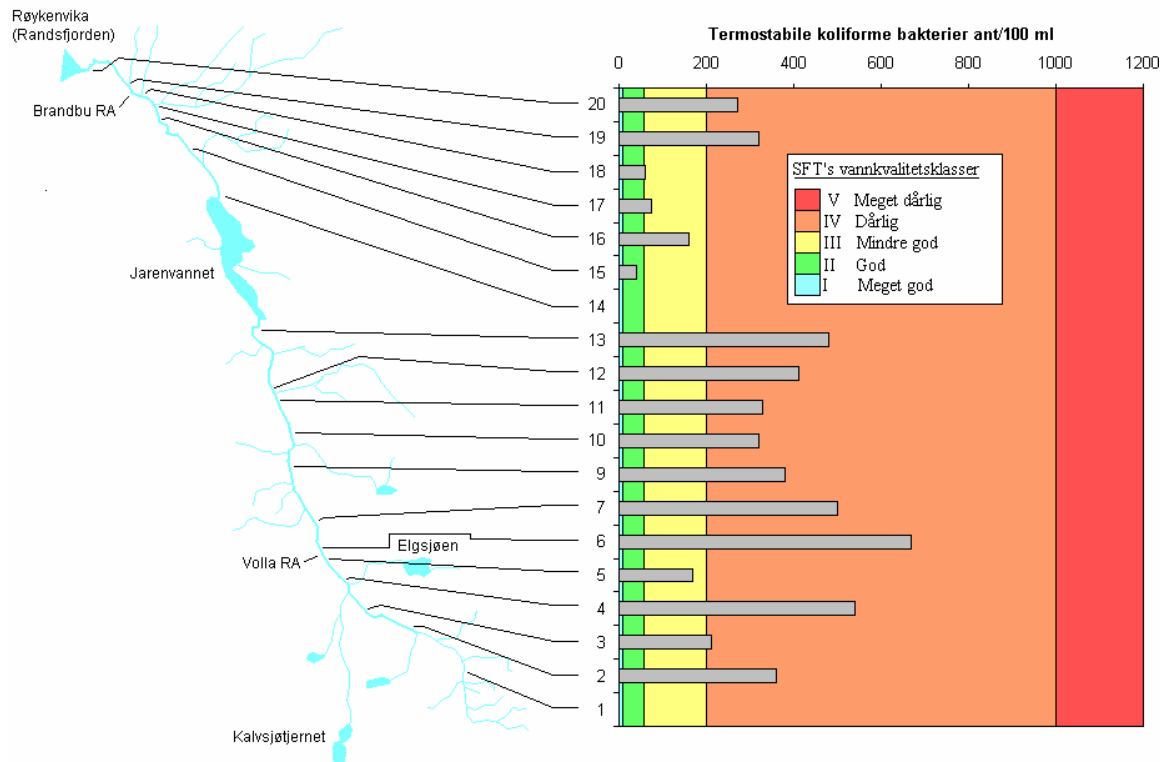 Røykenvika
(Randsfjorden)
Brandbu RA
Jarenvannet
Volla RA
Elgsjøen
Kalvsjøtjernet
Termostabile koliforme bakterier ant/100 ml
0 200 400 600 800 1000 1200
20
19
18
17
16
15
14
13
12
11
10
9
7
6
5
4
3
2
1
SFT's vannkvalitetsklasser
V Meget dårlig
IV Dårlig
III Mindre god
II God
I Meget god